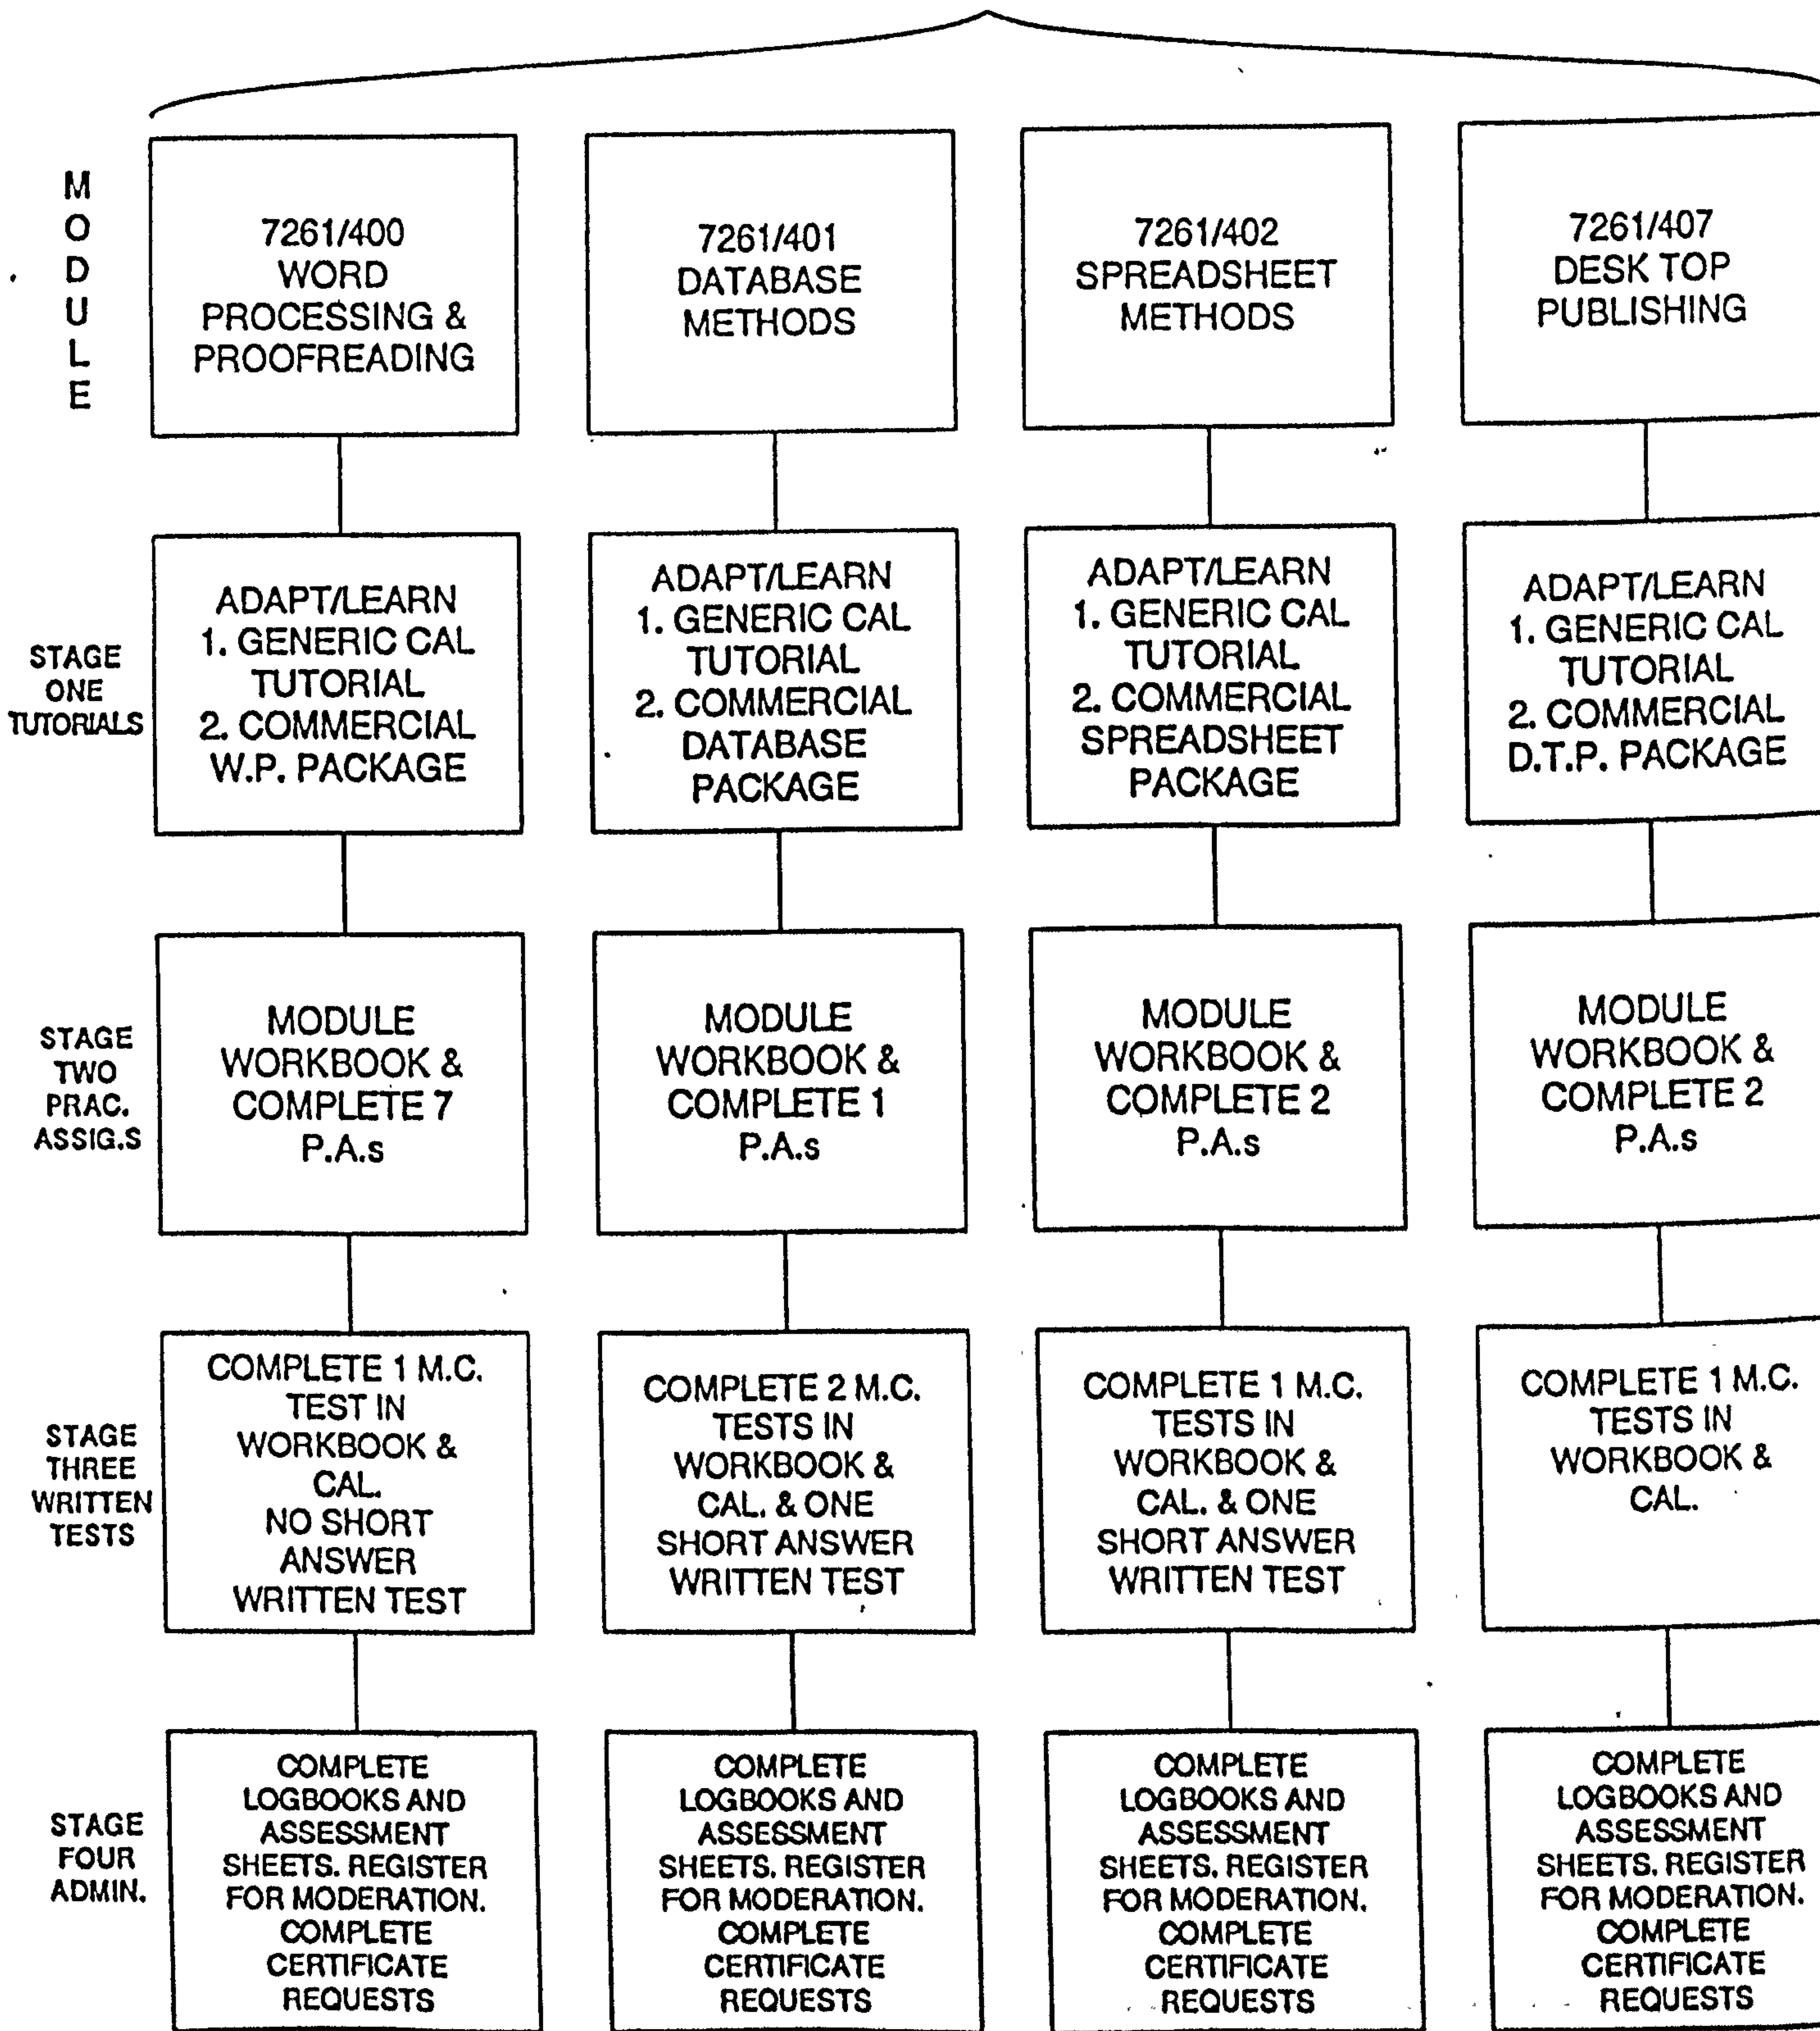 M
O
D
U
L
E
7261/400
WORD
PROCESSING &
PROOFREADING
7261/401
DATABASE
METHODS
7261/402
SPREADSHEET
METHODS
7261/407
DESK TOP
PUBLISHING
STAGE
ONE
TUTORIALS
ADAPT/LEARN
1. GENERIC CAL
TUTORIAL
2. COMMERCIAL
W.P. PACKAGE
ADAPT/LEARN
1. GENERIC CAL
TUTORIAL
2. COMMERCIAL
DATABASE
PACKAGE
ADAPT/LEARN
1. GENERIC CAL
TUTORIAL
2. COMMERCIAL
SPREADSHEET
PACKAGE
ADAPT/LEARN
1. GENERIC CAL
TUTORIAL
2. COMMERCIAL
D.T.P. PACKAGE
STAGE
TWO
PRAC.
ASSIG.S
MODULE
WORKBOOK &
COMPLETE 7
P.A.s
MODULE
WORKBOOK &
COMPLETE 1
P.A.s
MODULE
WORKBOOK &
COMPLETE 2
P.A.s
MODULE
WORKBOOK &
COMPLETE 2
P.A.s
STAGE
THREE
WRITTEN
TESTS
COMPLETE 1 M.C.
TEST IN
WORKBOOK &
CAL.
NO SHORT
ANSWER
WRITTEN TEST
COMPLETE 2 M.C.
TESTS IN
WORKBOOK &
CAL. & ONE
SHORT ANSWER
WRITTEN TEST
COMPLETE 1 M.C.
TESTS IN
WORKBOOK &
CAL. & ONE
SHORT ANSWER
WRITTEN TEST
COMPLETE 1 M.C.
TESTS IN
WORKBOOK &
CAL.
STAGE
FOUR
ADMIN.
COMPLETE
LOGBOOKS AND
ASSESSMENT
SHEETS. REGISTER
FOR MODERATION.
COMPLETE
CERTIFICATE
REQUESTS
COMPLETE
LOGBOOKS AND
ASSESSMENT
SHEETS. REGISTER
FOR MODERATION.
COMPLETE
CERTIFICATE
REQUESTS
COMPLETE
LOGBOOKS AND
ASSESSMENT
SHEETS. REGISTER
FOR MODERATION.
COMPLETE
CERTIFICATE
REQUESTS
COMPLETE
LOGBOOKS AND
ASSESSMENT
SHEETS. REGISTER
FOR MODERATION.
COMPLETE
CERTIFICATE
REQUESTS